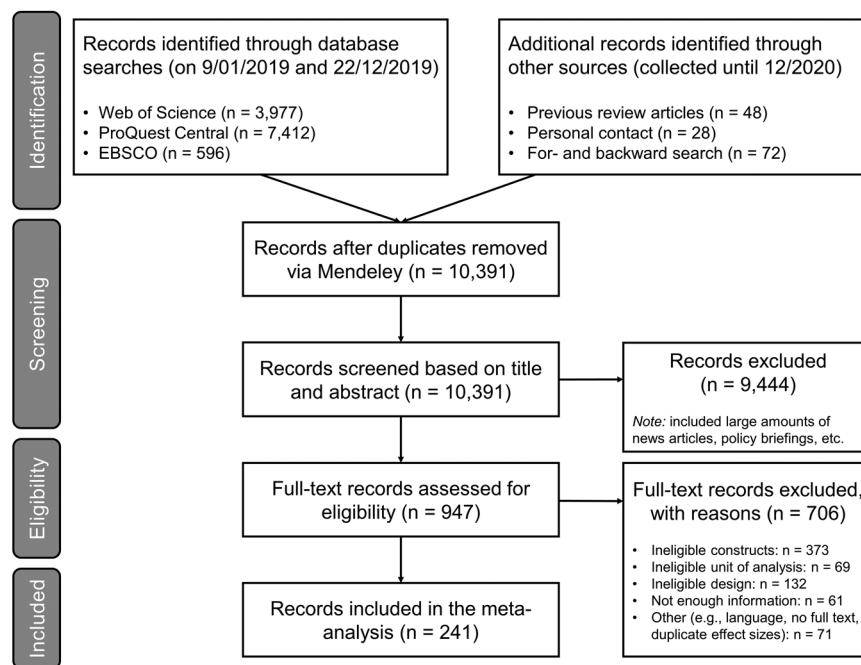 Identification
Records identified through database
searches (on 9/01/2019 and 22/12/2019)
• Web of Science (n = 3,977)
• ProQuest Central (n = 7,412)
• EBSCO (n = 596)
Additional records identified through
other sources (collected until 12/2020)
• Previous review articles (n = 48)
• Personal contact (n = 28)
• For- and backward search (n = 72)
Screening
Records after duplicates removed
via Mendeley (n = 10,391)
Records screened based on title
and abstract (n = 10,391)
Records excluded
(n = 9,444)
Note: included large amounts of
news articles, policy briefings, etc.
Eligibility
Full-text records assessed for
eligibility (n = 947)
Full-text records excluded,
with reasons (n = 706)
• Ineligible constructs: n = 373
• Ineligible unit of analysis: n = 69
• Ineligible design: n = 132
• Not enough information: n = 61
• Other (e.g., language, no full text,
duplicate effect sizes): n = 71
Included
Records included in the meta-
analysis (n = 241)